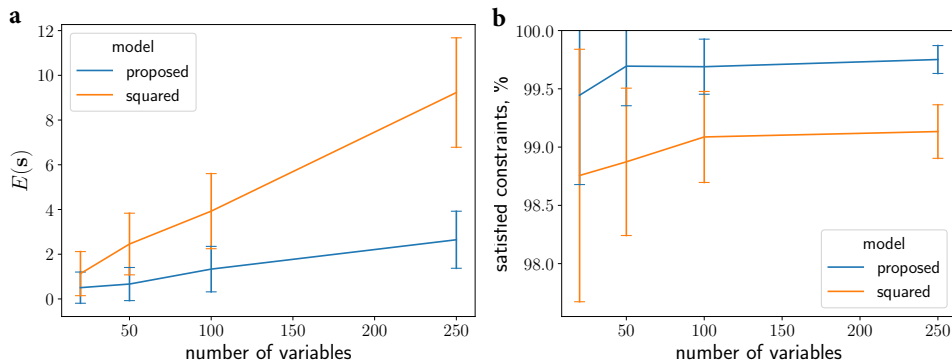 a
12
10
8
6
4
2
0
E(s)
model
proposed
squared
50
100
150
200
250
number of variables
b
100.0
99.5
99.0
98.5
98.0
satisfied constraints, %
model
proposed
squared
50
100
150
200
250
number of variables